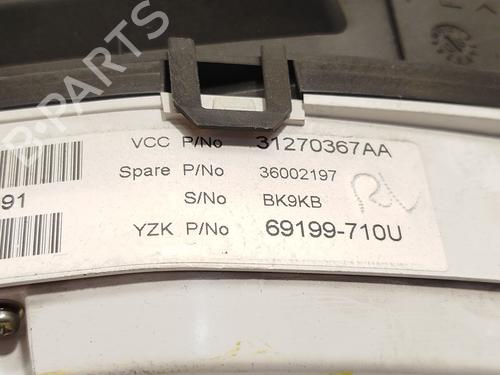 VCC P/No 31270367AA
Spare P/No 36002197
S/No BK9KB
91
YZK P/No 69199-710U
B-PARTS